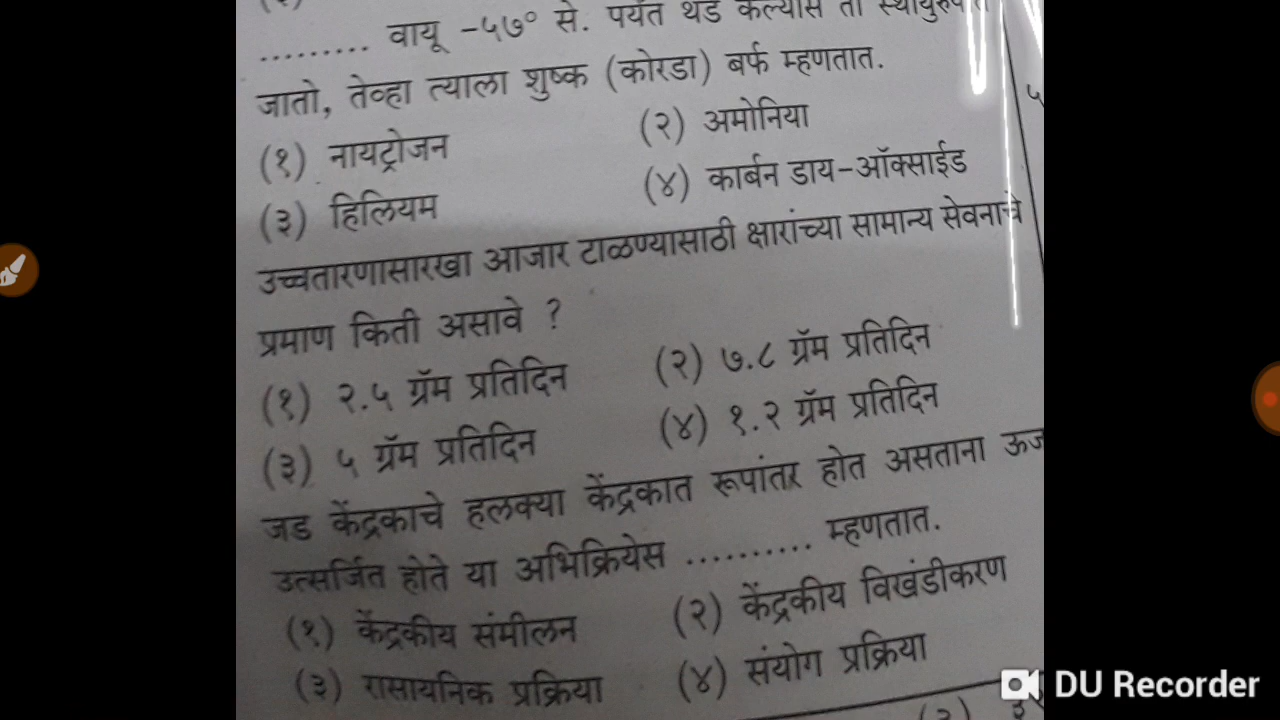 ......... वायू -५७° से. पर्यंत थंड केल्यास तो स्थायुरूपात
जातो, तेव्हा त्याला शुष्क (कोरडा) बर्फ म्हणतात.
(१) नायट्रोजन (२) अमोनिया
(३) हिलियम (४) कार्बन डाय-ऑक्साईड
उच्चतारणासारखा आजार टाळण्यासाठी क्षारांच्या सामान्य सेवनाचे
प्रमाण किती असावे ?
(१) २.५ ग्रॅम प्रतिदिन (२) ७.८ ग्रॅम प्रतिदिन
(३) ५ ग्रॅम प्रतिदिन (४) १.२ ग्रॅम प्रतिदिन
जड केंद्रकाचे हलक्या केंद्रकात रूपांतर होत असताना
उत्सर्जित होते या अभिक्रियेस .......... म्हणतात.
(१) केंद्रकीय संमीलन (२) केंद्रकीय विखंडीकरण
(३) रासायनिक प्रक्रिया (४) संयोग प्रक्रिया
DU Recorder